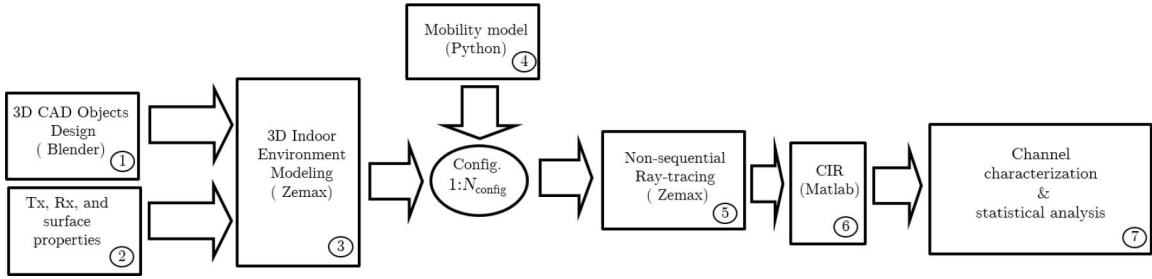 3D CAD Objects
Design
( Blender)
1
Tx, Rx, and
surface
properties
2
3D Indoor
Environment
Modeling
( Zemax)
3
Mobility model
(Python)
4
Config.
1:Nconfig
Non-sequential
Ray-tracing
( Zemax)
5
CIR
(Matlab)
6
Channel
characterization
&
statistical analysis
7